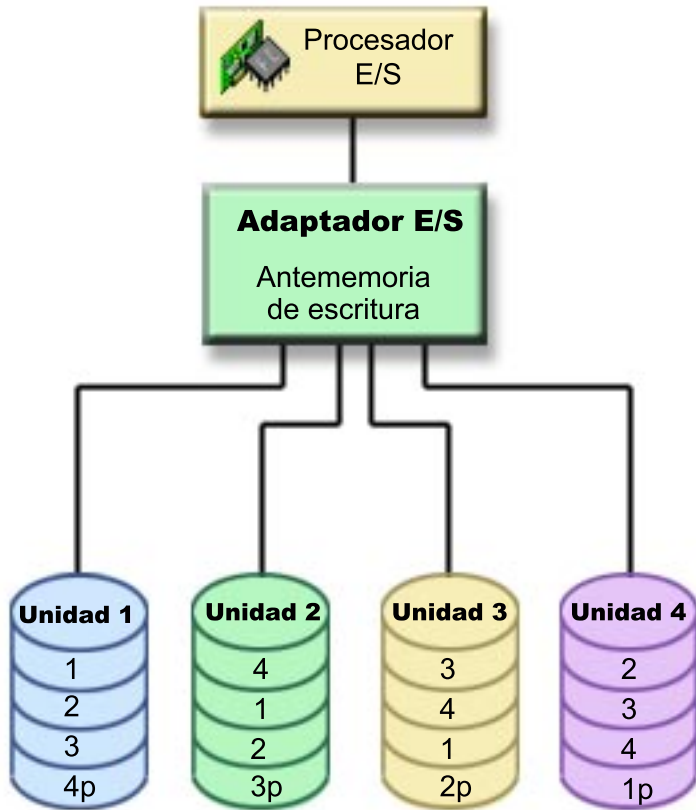 Procesador
E/S
Adaptador E/S
Antememoria
de escritura
Unidad 1
1
2
3
4p
Unidad 2
4
1
2
3p
Unidad 3
3
4
1
2p
Unidad 4
2
3
4
1p